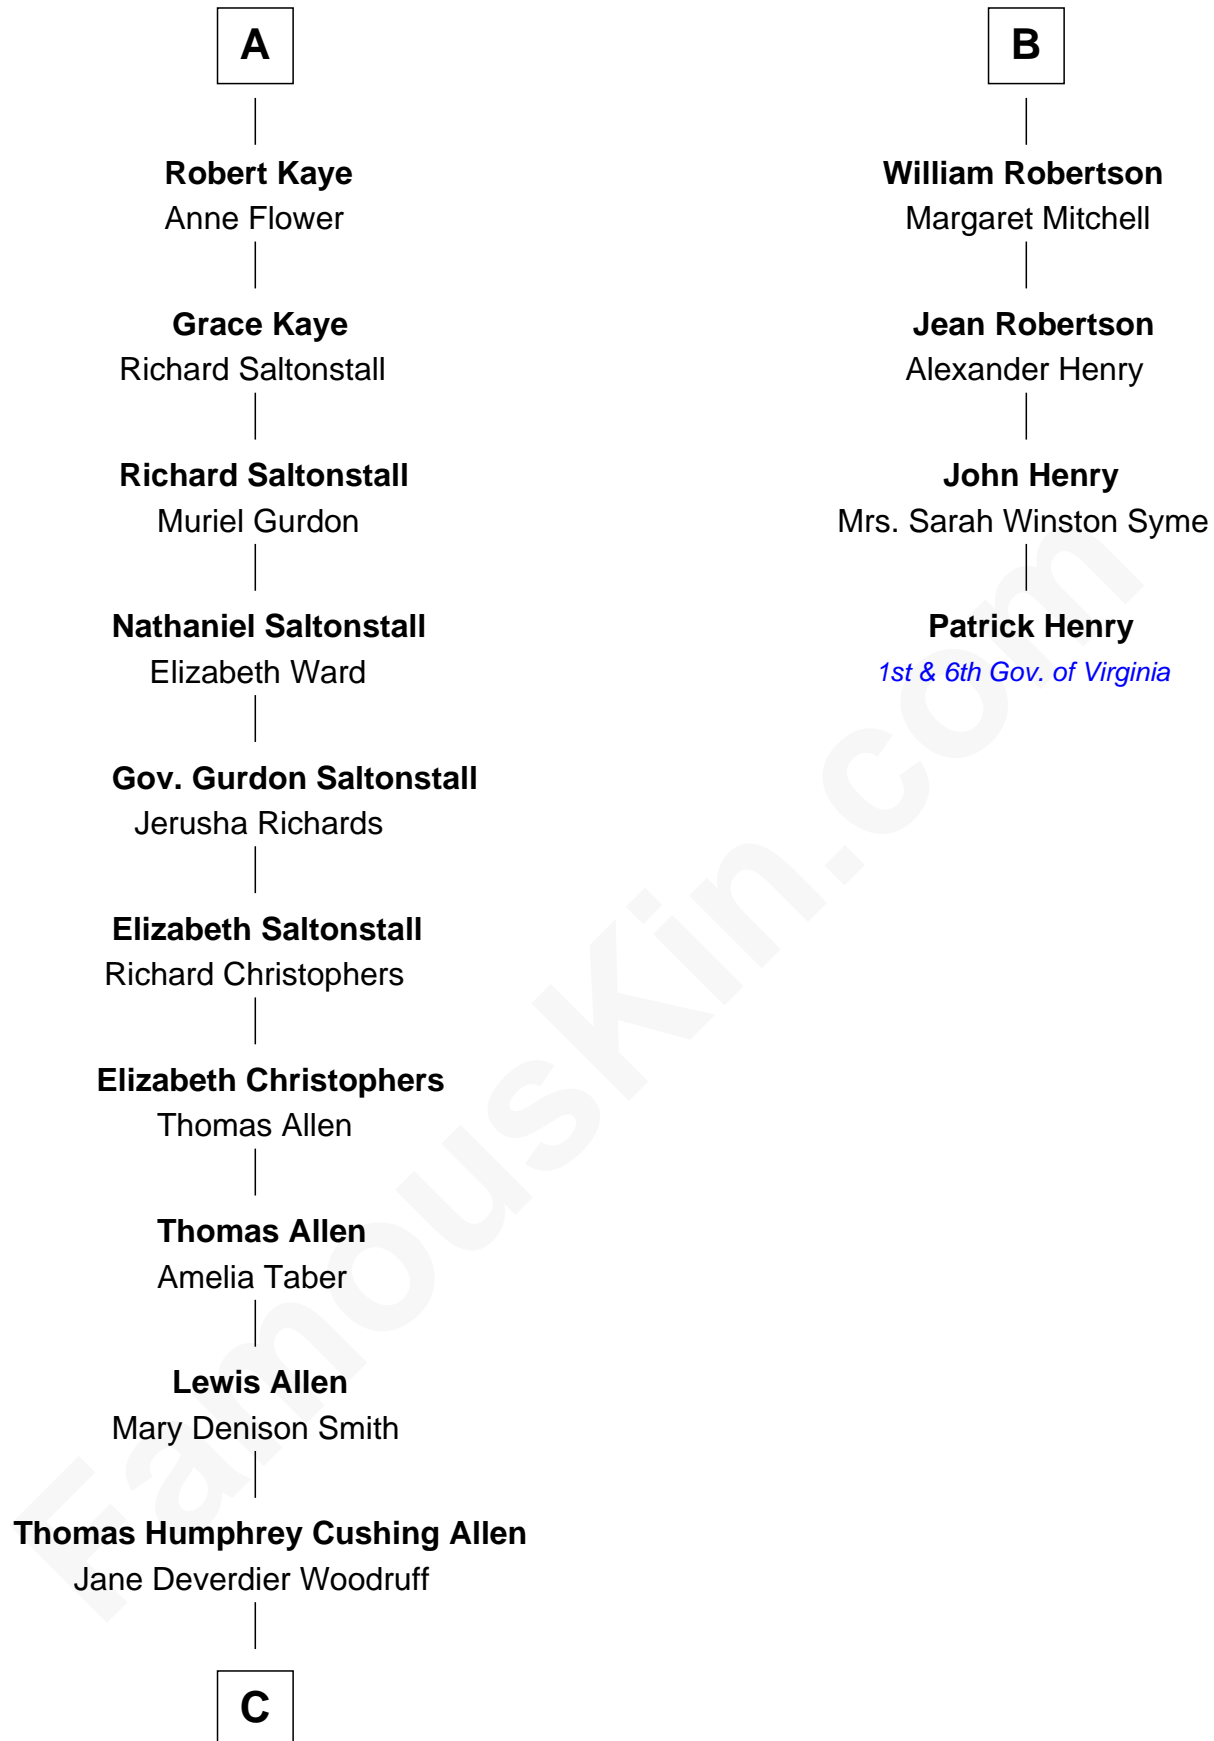 A
Robert Kaye
Anne Flower
Grace Kaye
Richard Saltonstall
Richard Saltonstall
Muriel Gurdon
Nathaniel Saltonstall
Elizabeth Ward
Gov. Gurdon Saltonstall
Jerusha Richards
Elizabeth Saltonstall
Richard Christophers
Elizabeth Christophers
Thomas Allen
Thomas Allen
Amelia Taber
Lewis Allen
Mary Denison Smith
Thomas Humphrey Cushing Allen
Jane Deverdier Woodruff
C
B
William Robertson
Margaret Mitchell
Jean Robertson
Alexander Henry
John Henry
Mrs. Sarah Winston Syme
Patrick Henry
1st & 6th Gov. of Virginia
FamousKin.com